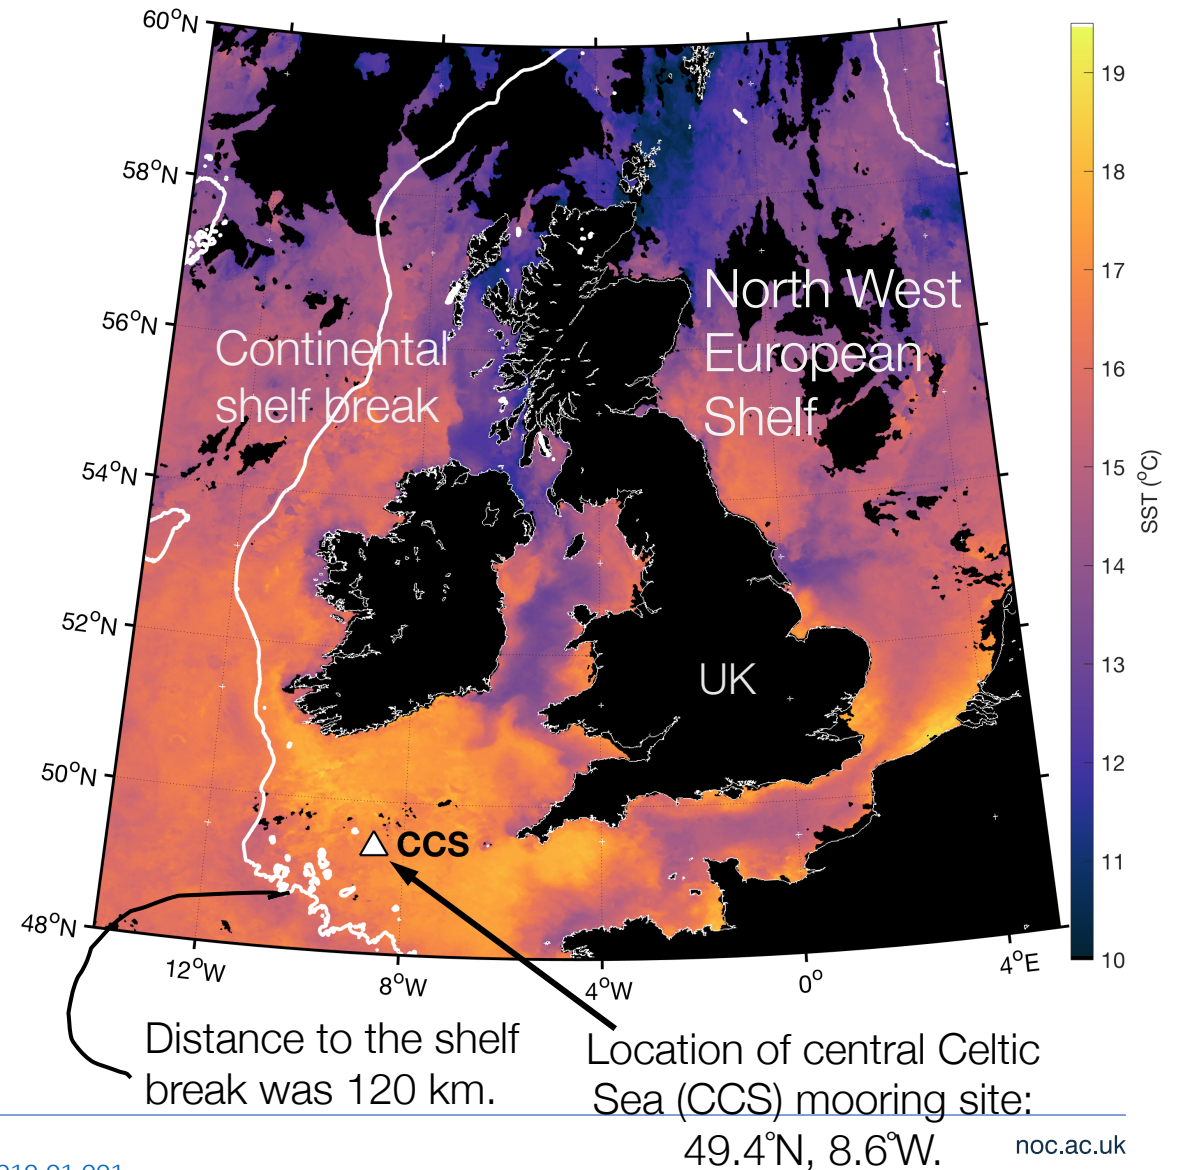 60°N
58°N
56°N
54°N
52°N
50°N
48°N
12°W
8°W
4°W
0°
4°E
19
18
17
16
15
14
13
12
11
10
SST (°C)
Continental
shelf break
North West
European
Shelf
UK
CCS
Distance to the shelf
break was 120 km.
Location of central Celtic
Sea (CCS) mooring site:
49.4°N, 8.6°W.
noc.ac.uk